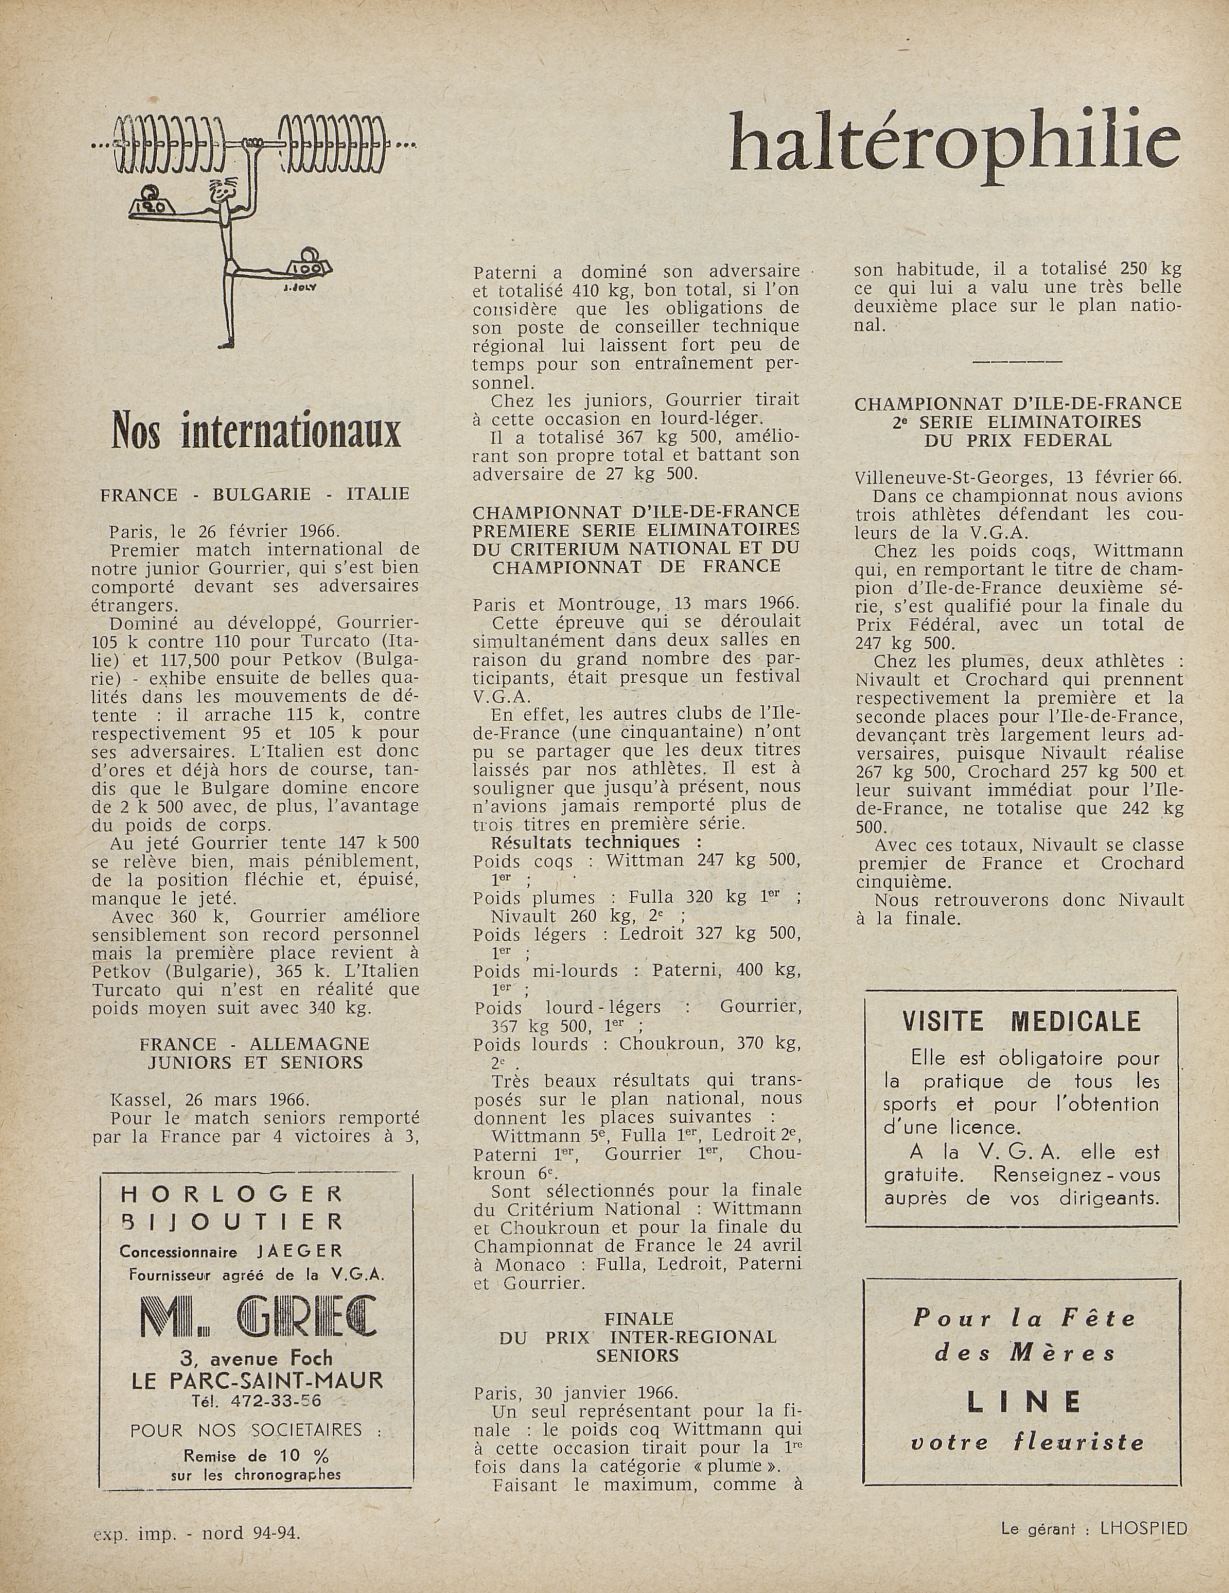 haltérophilie
120
100
J.JOLY
Nos internationaux
FRANCE - BULGARIE - ITALIE
Paris, le 26 février 1966.
Premier match international de
notre junior Gourrier, qui s'est bien
comporté devant ses adversaires
étrangers.
Dominé au développé, Gourrier-
105 k contre 110 pour Turcato (Ita-
lie) et 117,500 pour Petkov (Bulga-
rie) - exhibe ensuite de belles qua-
lités dans les mouvements de dé-
tente : il arrache 115 k, contre
respectivement 95 et 105 k pour
ses adversaires. L'Italien est donc
d'ores et déjà hors de course, tan-
dis que le Bulgare domine encore
de 2 k 500 avec, de plus, l'avantage
du poids de corps.
Au jeté Gourrier tente 147 k 500
se relève bien, mais péniblement,
de la position fléchie et, épuisé,
manque le jeté.
Avec 360 k, Gourrier améliore
sensiblement son record personnel
mais la première place revient à
Petkov (Bulgarie), 365 k. L'Italien
Turcato qui n'est en réalité que
poids moyen suit avec 340 kg.
FRANCE - ALLEMAGNE
JUNIORS ET SENIORS
Kassel, 26 mars 1966.
Pour le match seniors remporté
par la France par 4 victoires à 3,
HORLOGER
BIJOUTIER
Concessionnaire JAEGER
Fournisseur agréé de la V.G.A.
M. GREC
3, avenue Foch
LE PARC-SAINT-MAUR
Tél. 472-33-56
POUR NOS SOCIETAIRES :
Remise de 10 %
sur les chronographes
exp. imp. - nord 94-94.
Paterni a dominé son adversaire
et totalisé 410 kg, bon total, si l'on
considère que les obligations de
son poste de conseiller technique
régional lui laissent fort peu de
temps pour son entraînement per-
sonnel.
Chez les juniors, Gourrier tirait
à cette occasion en lourd-léger.
Il a totalisé 367 kg 500, amélio-
rant son propre total et battant son
adversaire de 27 kg 500.
CHAMPIONNAT D'ILE-DE-FRANCE
PREMIERE SERIE ELIMINATOIRES
DU CRITERIUM NATIONAL ET DU
CHAMPIONNAT DE FRANCE
Paris et Montrouge, 13 mars 1966.
Cette épreuve qui se déroulait
simultanément dans deux salles en
raison du grand nombre des par-
ticipants, était presque un festival
V.G.A.
En effet, les autres clubs de l'Ile-
de-France (une cinquantaine) n'ont
pu se partager que les deux titres
laissés par nos athlètes. Il est à
souligner que jusqu'à présent, nous
n'avions jamais remporté plus de
trois titres en première série.
Résultats techniques :
Poids coqs : Wittman 247 kg 500,
1er ;
Poids plumes : Fulla 320 kg 1er ;
Nivault 260 kg, 2e ;
Poids légers : Ledroit 327 kg 500,
1er ;
Poids mi-lourds : Paterni, 400 kg,
1er ;
Poids lourd-légers : Gourrier,
367 kg 500, 1er ;
Poids lourds : Choukroun, 370 kg,
2e .
Très beaux résultats qui trans-
posés sur le plan national, nous
donnent les places suivantes :
Wittmann 5e, Fulla 1er, Ledroit 2e,
Paterni 1er, Gourrier 1er, Chou-
kroun 6e.
Sont sélectionnés pour la finale
du Critérium National : Wittmann
et Choukroun et pour la finale du
Championnat de France le 24 avril
à Monaco : Fulla, Ledroit, Paterni
et Gourrier.
FINALE
DU PRIX INTER-REGIONAL
SENIORS
Paris, 30 janvier 1966.
Un seul représentant pour la fi-
nale : le poids coq Wittmann qui
à cette occasion tirait pour la 1re
fois dans la catégorie « plume ».
Faisant le maximum, comme à
son habitude, il a totalisé 250 kg
ce qui lui a valu une très belle
deuxième place sur le plan natio-
nal.
CHAMPIONNAT D'ILE-DE-FRANCE
2e SERIE ELIMINATOIRES
DU PRIX FEDERAL
Villeneuve-St-Georges, 13 février 66.
Dans ce championnat nous avions
trois athlètes défendant les cou-
leurs de la V.G.A.
Chez les poids coqs, Wittmann
qui, en remportant le titre de cham-
pion d'Ile-de-France deuxième sé-
rie, s'est qualifié pour la finale du
Prix Fédéral, avec un total de
247 kg 500.
Chez les plumes, deux athlètes :
Nivault et Crochard qui prennent
respectivement la première et la
seconde places pour l'Ile-de-France,
devançant très largement leurs ad-
versaires, puisque Nivault réalise
267 kg 500, Crochard 257 kg 500 et
leur suivant immédiat pour l'Ile-
de-France, ne totalise que 242 kg
500.
Avec ces totaux, Nivault se classe
premier de France et Crochard
cinquième.
Nous retrouverons donc Nivault
à la finale.
VISITE MEDICALE
Elle est obligatoire pour
la pratique de tous les
sports et pour l'obtention
d'une licence.
A la V.G.A. elle est
gratuite. Renseignez-vous
auprès de vos dirigeants.
Pour la Fête
des Mères
LINE
votre fleuriste
Le gérant : LHOSPIED